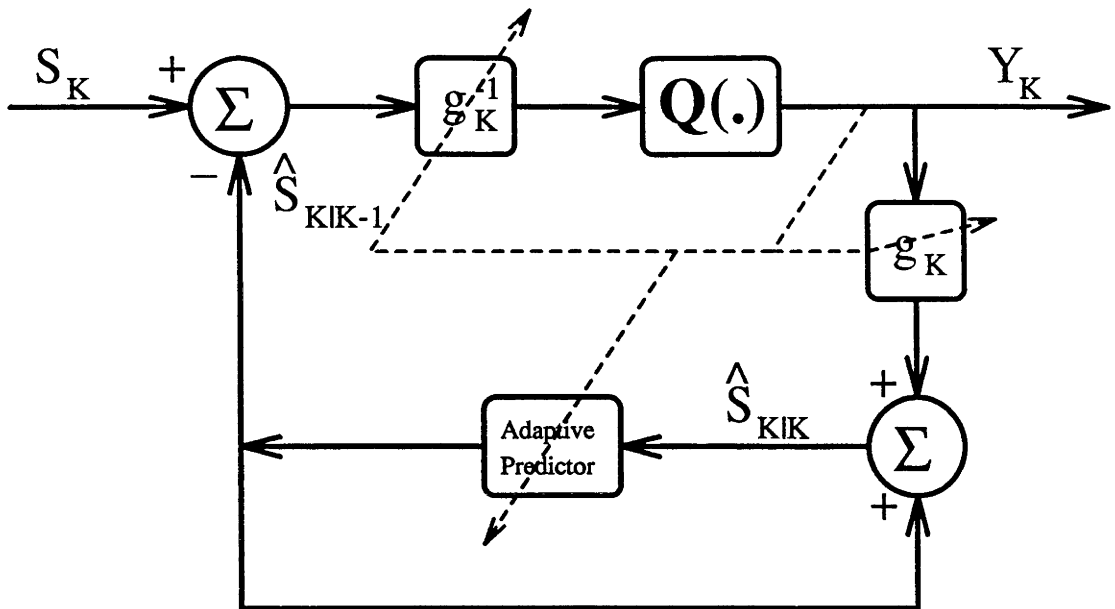 S_K
+
Σ
g_K^-1
Q(.)
Y_K
−
Ŝ_K|K-1
g_K
+
Ŝ_K|K
Σ
+
Adaptive
Predictor